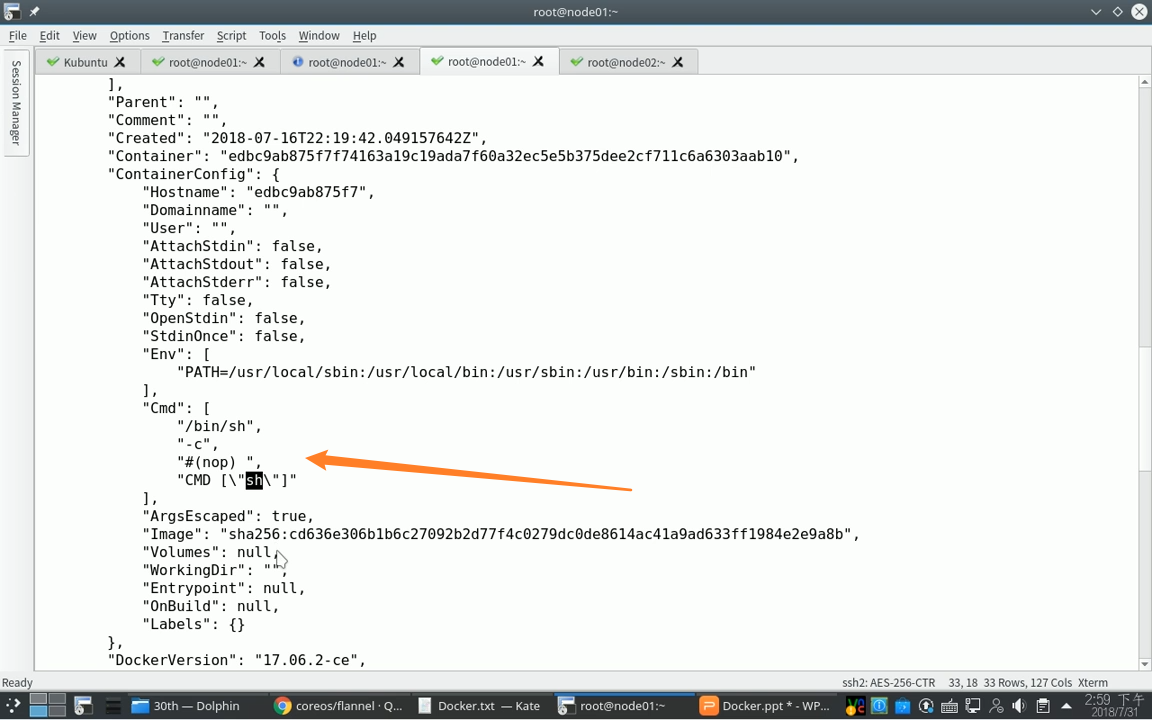 root@node01:~
File Edit View Options Transfer Script Tools Window Help
Session Manager
Kubuntu root@node01:~ root@node01:~ root@node01:~ root@node02:~
],
"Parent": "",
"Comment": "",
"Created": "2018-07-16T22:19:42.049157642Z",
"Container": "edbc9ab875f7f74163a19c19ada7f60a32ec5e5b375dee2cf711c6a6303aab10",
"ContainerConfig": {
"Hostname": "edbc9ab875f7",
"Domainname": "",
"User": "",
"AttachStdin": false,
"AttachStdout": false,
"AttachStderr": false,
"Tty": false,
"OpenStdin": false,
"StdinOnce": false,
"Env": [
"PATH=/usr/local/sbin:/usr/local/bin:/usr/sbin:/usr/bin:/sbin:/bin"
],
"Cmd": [
"/bin/sh",
"-c",
"#(nop) ",
"CMD [\"sh\"]"
],
"ArgsEscaped": true,
"Image": "sha256:cd636e306b1b6c27092b2d77f4c0279dc0de8614ac41a9ad633ff1984e2e9a8b",
"Volumes": null,
"WorkingDir": "",
"Entrypoint": null,
"OnBuild": null,
"Labels": {}
},
"DockerVersion": "17.06.2-ce",
Ready ssh2: AES-256-CTR 33, 18 33 Rows, 127 Cols Xterm
30th — Dolphin coreos/flannel · Q... Docker.txt — Kate root@node01:~ Docker.ppt * - WP... 2:59 下午
2018/7/31